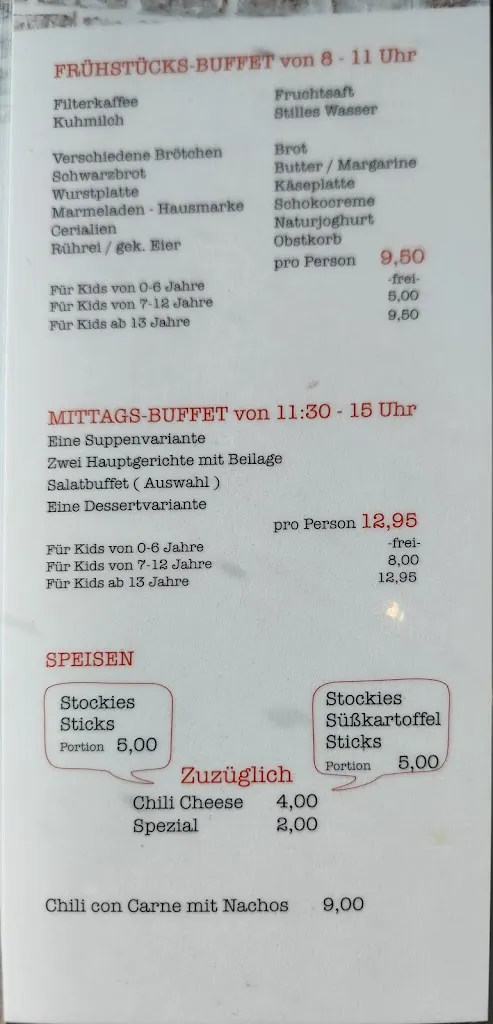 FRÜHSTÜCKS-BUFFET von 8 - 11 Uhr
Filterkaffee
Kuhmilch
Fruchtsaft
Stilles Wasser
Verschiedene Brötchen
Schwarzbrot
Wurstplatte
Marmeladen - Hausmarke
Cerialien
Rührei / gek. Eier
Brot
Butter / Margarine
Käseplatte
Schokocreme
Naturjoghurt
Obstkorb
pro Person 9,50
Für Kids von 0-6 Jahre -frei-
Für Kids von 7-12 Jahre 5,00
Für Kids ab 13 Jahre 9,50
MITTAGS-BUFFET von 11:30 - 15 Uhr
Eine Suppenvariante
Zwei Hauptgerichte mit Beilage
Salatbuffet ( Auswahl )
Eine Dessertvariante
pro Person 12,95
Für Kids von 0-6 Jahre -frei-
Für Kids von 7-12 Jahre 8,00
Für Kids ab 13 Jahre 12,95
SPEISEN
Stockies
Sticks
Portion 5,00
Stockies
Süßkartoffel
Sticks
Portion 5,00
Zuzüglich
Chili Cheese 4,00
Spezial 2,00
Chili con Carne mit Nachos 9,00